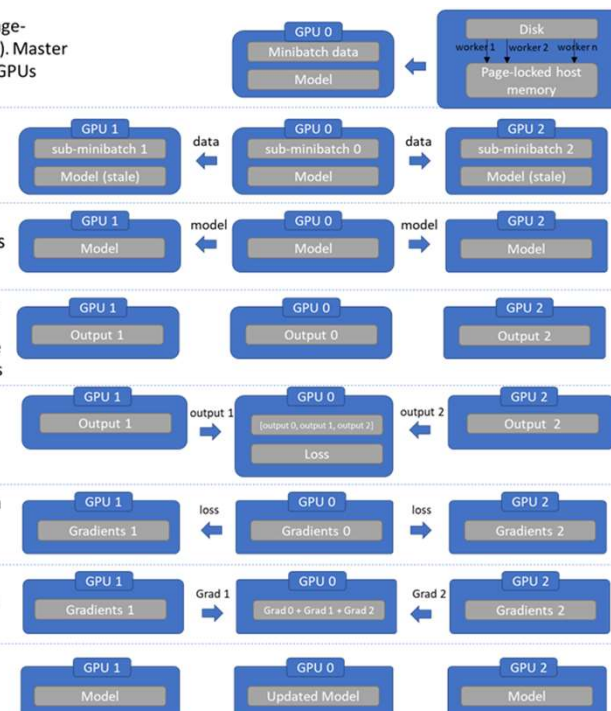 age-
). Master
GPUs
GPU 0
Minibatch data
Model
Disk
worker 1 worker 2 worker n
Page-locked host
memory
GPU 1
sub-minibatch 1
Model (stale)
data
GPU 0
sub-minibatch 0
Model
data
GPU 2
sub-minibatch 2
Model (stale)
s
GPU 1
Model
model
GPU 0
Model
model
GPU 2
Model
s
GPU 1
Output 1
GPU 0
Output 0
GPU 2
Output 2
GPU 1
Output 1
output 1
GPU 0
[output 0, output 1, output 2]
Loss
output 2
GPU 2
Output 2
GPU 1
Gradients 1
loss
GPU 0
Gradients 0
loss
GPU 2
Gradients 2
GPU 1
Gradients 1
Grad 1
GPU 0
Grad 0 + Grad 1 + Grad 2
Grad 2
GPU 2
Gradients 2
GPU 1
Model
GPU 0
Updated Model
GPU 2
Model